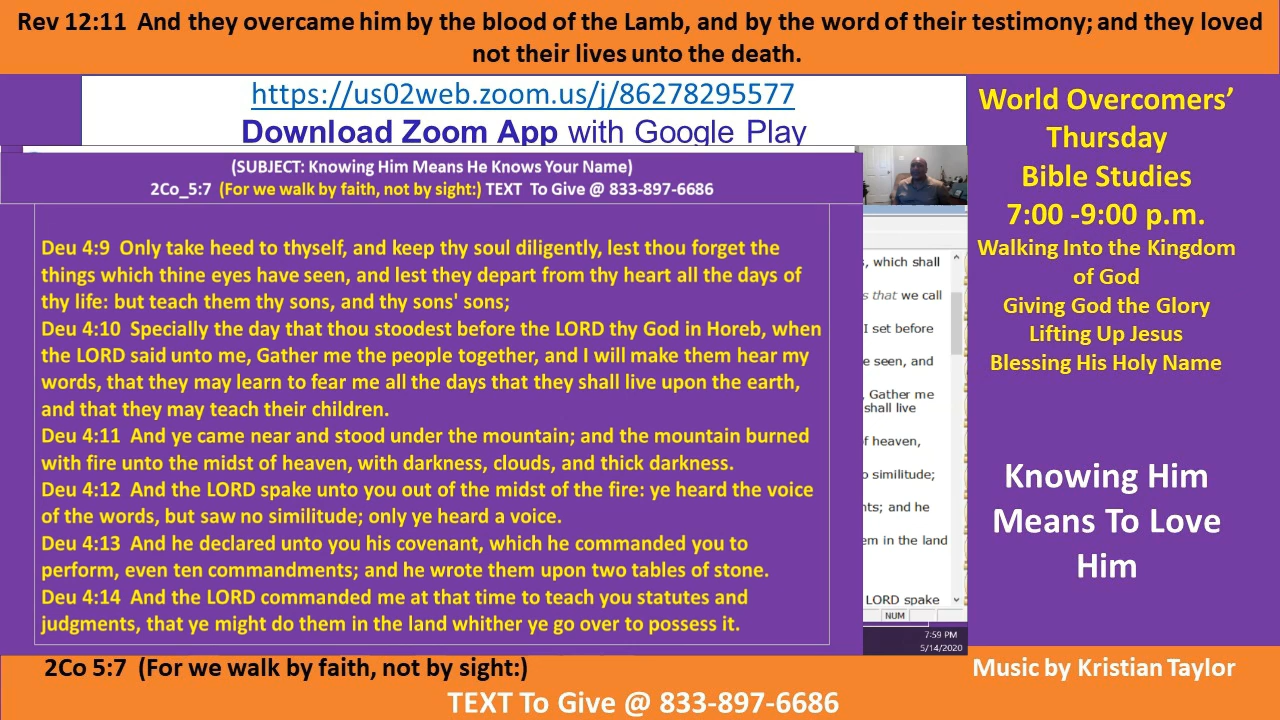 Rev 12:11  And they overcame him by the blood of the Lamb, and by the word of their testimony; and they loved
not their lives unto the death.
https://us02web.zoom.us/j/86278295577
Download Zoom App with Google Play
(SUBJECT: Knowing Him Means He Knows Your Name)
2Co_5:7  (For we walk by faith, not by sight:) TEXT  To Give @ 833-897-6686
Deu 4:9  Only take heed to thyself, and keep thy soul diligently, lest thou forget the
things which thine eyes have seen, and lest they depart from thy heart all the days of
thy life: but teach them thy sons, and thy sons' sons;
Deu 4:10  Specially the day that thou stoodest before the LORD thy God in Horeb, when
the LORD said unto me, Gather me the people together, and I will make them hear my
words, that they may learn to fear me all the days that they shall live upon the earth,
and that they may teach their children.
Deu 4:11  And ye came near and stood under the mountain; and the mountain burned
with fire unto the midst of heaven, with darkness, clouds, and thick darkness.
Deu 4:12  And the LORD spake unto you out of the midst of the fire: ye heard the voice
of the words, but saw no similitude; only ye heard a voice.
Deu 4:13  And he declared unto you his covenant, which he commanded you to
perform, even ten commandments; and he wrote them upon two tables of stone.
Deu 4:14  And the LORD commanded me at that time to teach you statutes and
judgments, that ye might do them in the land whither ye go over to possess it.
, which shall
that we call
I set before
seen, and
, Gather me
shall live
f heaven,
similitude;
; and he
in the land
LORD spake
NUM
7:59 PM
5/14/2020
World Overcomers’
Thursday
Bible Studies
7:00 -9:00 p.m.
Walking Into the Kingdom
of God
Giving God the Glory
Lifting Up Jesus
Blessing His Holy Name
Knowing Him
Means To Love
Him
2Co 5:7  (For we walk by faith, not by sight:)
Music by Kristian Taylor
TEXT To Give @ 833-897-6686